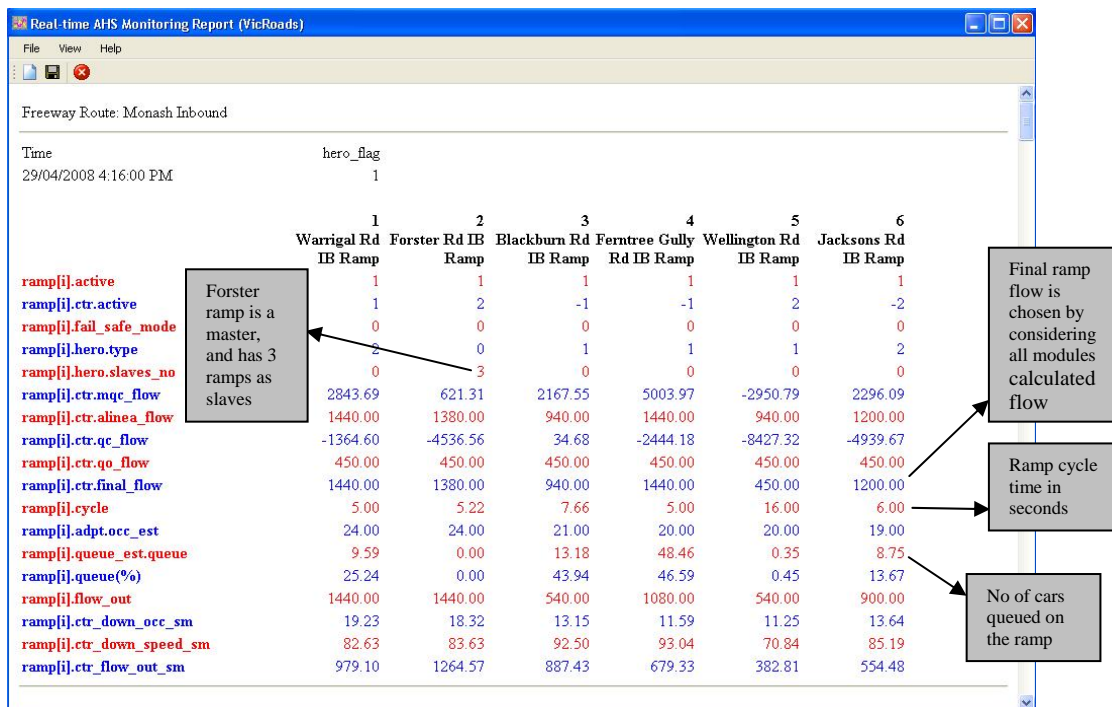 Real-time AHS Monitoring Report (VicRoads)
File View Help
Freeway Route: Monash Inbound
Time hero_flag
29/04/2008 4:16:00 PM 1
1 2 3 4 5 6
Warrigal Rd Forster Rd IB Blackburn Rd Ferntree Gully Wellington Rd Jacksons Rd
IB Ramp Ramp IB Ramp Rd IB Ramp IB Ramp IB Ramp
ramp[i].active 1 1 1 1 1 1
ramp[i].ctr.active 1 2 -1 -1 2 -2
ramp[i].fail_safe_mode 0 0 0 0 0 0
ramp[i].hero.type 2 0 1 1 1 2
ramp[i].hero.slaves_no 0 3 0 0 0 0
ramp[i].ctr.mqc_flow 2843.69 621.31 2167.55 5003.97 -2950.79 2296.09
ramp[i].ctr.alinea_flow 1440.00 1380.00 940.00 1440.00 940.00 1200.00
ramp[i].ctr.qc_flow -1364.60 -4536.56 34.68 -2444.18 -8427.32 -4939.67
ramp[i].ctr.qo_flow 450.00 450.00 450.00 450.00 450.00 450.00
ramp[i].ctr.final_flow 1440.00 1380.00 940.00 1440.00 450.00 1200.00
ramp[i].cycle 5.00 5.22 7.66 5.00 16.00 6.00
ramp[i].adpt.occ_est 24.00 24.00 21.00 20.00 20.00 19.00
ramp[i].queue_est.queue 9.59 0.00 13.18 48.46 0.35 8.75
ramp[i].queue(%) 25.24 0.00 43.94 46.59 0.45 13.67
ramp[i].flow_out 1440.00 1440.00 540.00 1080.00 540.00 900.00
ramp[i].ctr_down_occ_sm 19.23 18.32 13.15 11.59 11.25 13.64
ramp[i].ctr_down_speed_sm 82.63 83.63 92.50 93.04 70.84 85.19
ramp[i].ctr_flow_out_sm 979.10 1264.57 887.43 679.33 382.81 554.48
Forster
ramp is a
master,
and has 3
ramps as
slaves
Final ramp
flow is
chosen by
considering
all modules
calculated
flow
Ramp cycle
time in
seconds
No of cars
queued on
the ramp